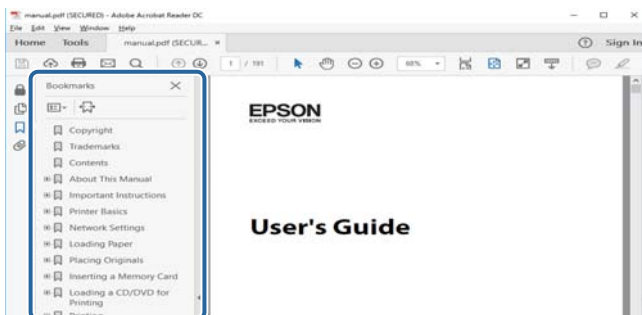 manual.pdf (SECURED) - Adobe Acrobat Reader DC
File Edit View Window Help
Home Tools manual.pdf (SECUR... ×
Sign In
1 / 191
68%
Bookmarks
Copyright
Trademarks
Contents
About This Manual
Important Instructions
Printer Basics
Network Settings
Loading Paper
Placing Originals
Inserting a Memory Card
Loading a CD/DVD for
Printing
Printing
EPSON
EXCEED YOUR VISION
User's Guide